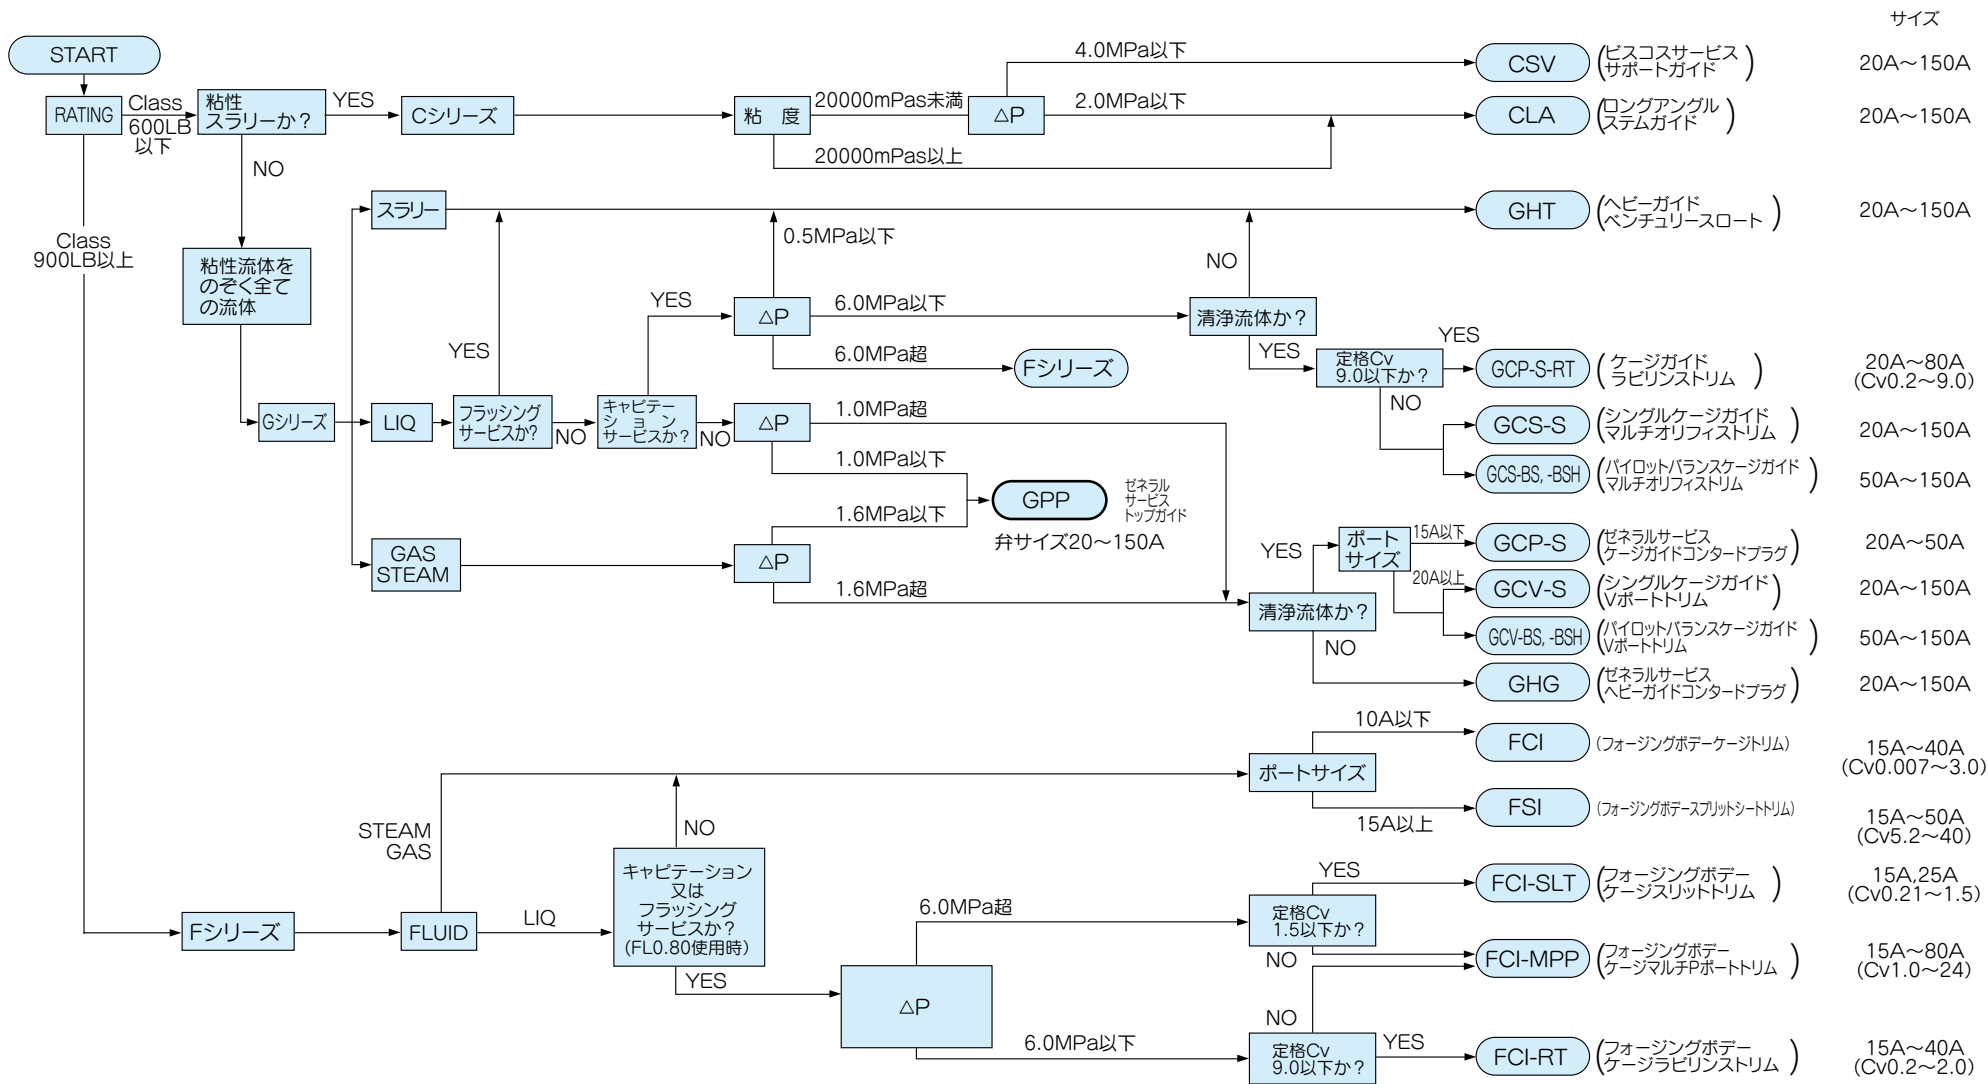 サイズ
START
RATING
Class
600LB
以下
粘性
スラリーか？
YES
Cシリーズ
粘　度
20000mPas未満
△P
4.0MPa以下
CSV
(ビスコスサービス
サポートガイド)
20A～150A
2.0MPa以下
CLA
(ロングアングル
ステムガイド)
20A～150A
20000mPas以上
NO
Class
900LB以上
スラリー
GHT
(ヘビーガイド
ベンチュリースロート)
20A～150A
粘性流体を
のぞく全て
の流体
0.5MPa以下
NO
YES
△P
6.0MPa以下
清浄流体か？
YES
6.0MPa超
Fシリーズ
YES
定格Cv
9.0以下か？
YES
GCP-S-RT
(ケージガイド
ラビリンストリム)
20A～80A
(Cv0.2～9.0)
NO
Gシリーズ
LIQ
フラッシング
サービスか？
NO
キャビテー
ション
サービスか？
NO
△P
1.0MPa超
GCS-S
(シングルケージガイド
マルチオリフィストリム)
20A～150A
1.0MPa以下
GCS-BS, -BSH
(パイロットバランスケージガイド
マルチオリフィストリム)
50A～150A
GPP
ゼネラル
サービス
トップガイド
弁サイズ20～150A
1.6MPa以下
GAS
STEAM
△P
1.6MPa超
清浄流体か？
YES
ポート
サイズ
15A以下
GCP-S
(ゼネラルサービス
ケージガイドコンタードプラグ)
20A～50A
20A以上
GCV-S
(シングルケージガイド
Vポートトリム)
20A～150A
GCV-BS, -BSH
(パイロットバランスケージガイド
Vポートトリム)
50A～150A
NO
GHG
(ゼネラルサービス
ヘビーガイドコンタードプラグ)
20A～150A
ポートサイズ
10A以下
FCI
(フォージングボデーケージトリム)
15A～40A
(Cv0.007～3.0)
15A以上
FSI
(フォージングボデースプリットシートトリム)
15A～50A
(Cv5.2～40)
STEAM
GAS
NO
Fシリーズ
FLUID
LIQ
キャビテーション
又は
フラッシング
サービスか？
(FL0.80使用時)
YES
△P
6.0MPa超
定格Cv
1.5以下か？
YES
FCI-SLT
(フォージングボデー
ケージスリットトリム)
15A,25A
(Cv0.21～1.5)
NO
FCI-MPP
(フォージングボデー
ケージマルチPポートトリム)
15A～80A
(Cv1.0～24)
NO
6.0MPa以下
定格Cv
9.0以下か？
YES
FCI-RT
(フォージングボデー
ケージラビリンストリム)
15A～40A
(Cv0.2～2.0)